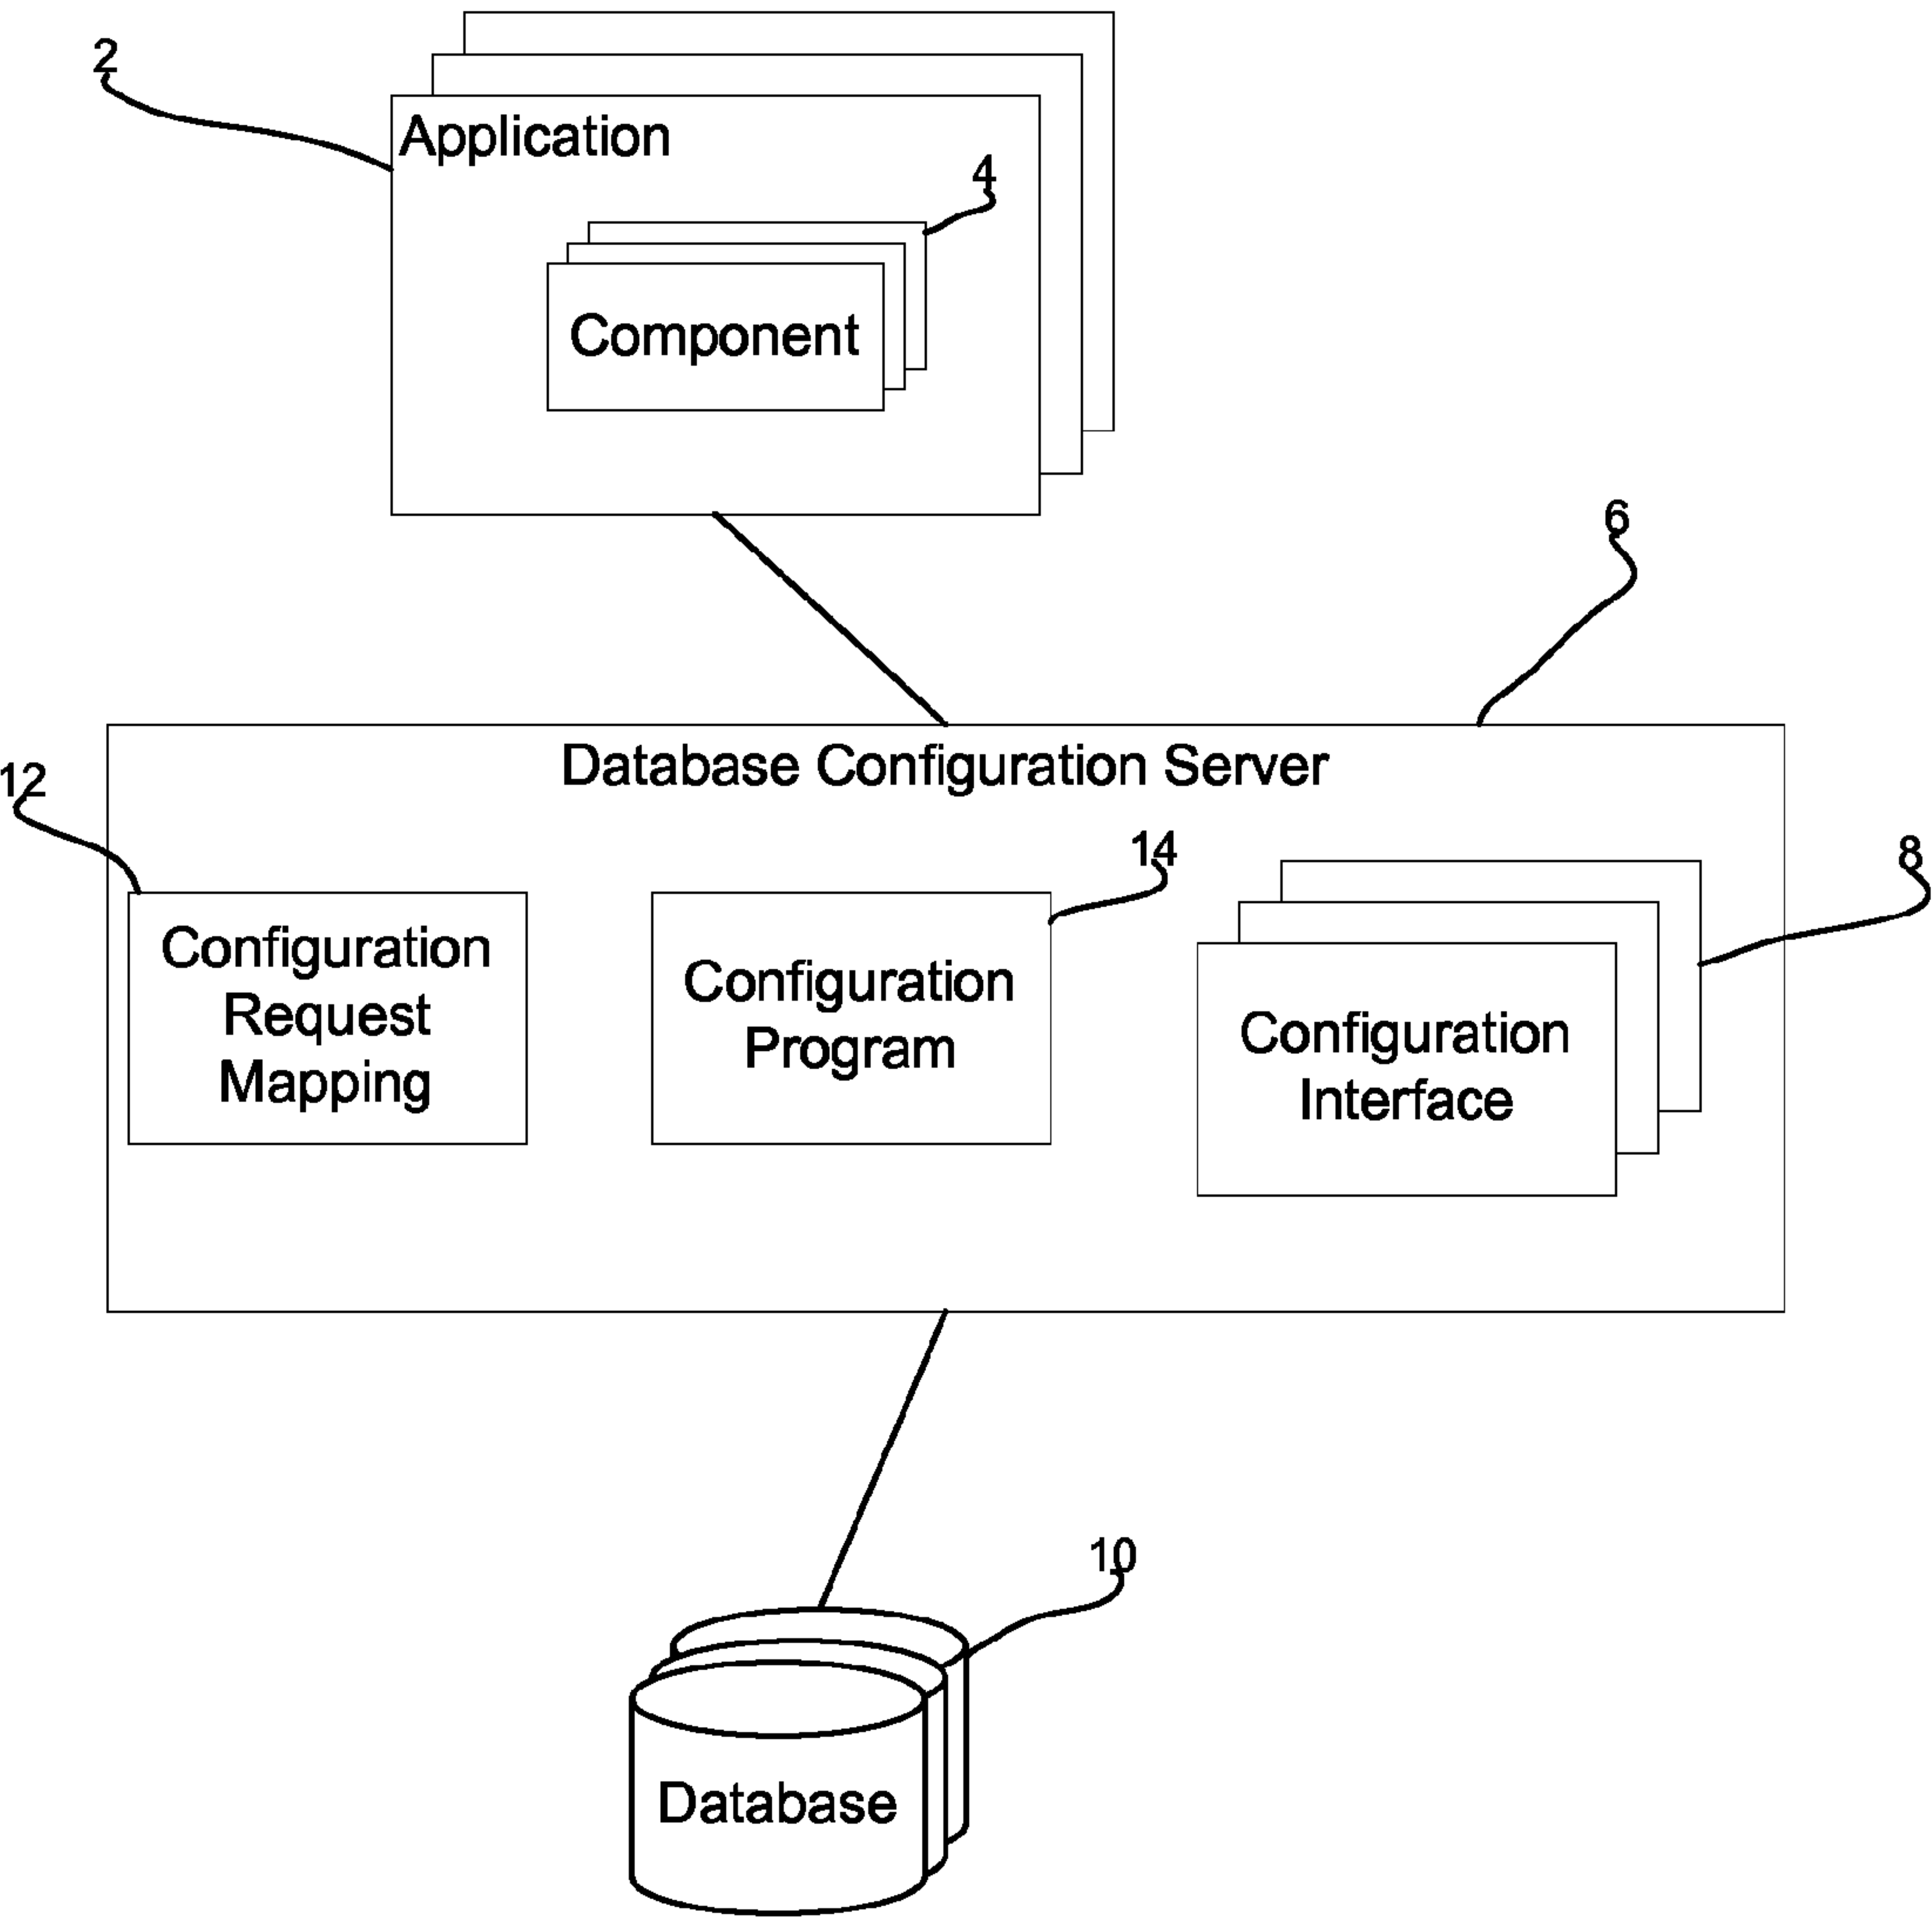 2
Application
4
Component
6
Database Configuration Server
12
14
8
Configuration
Request
Mapping
Configuration
Program
Configuration
Interface
10
Database